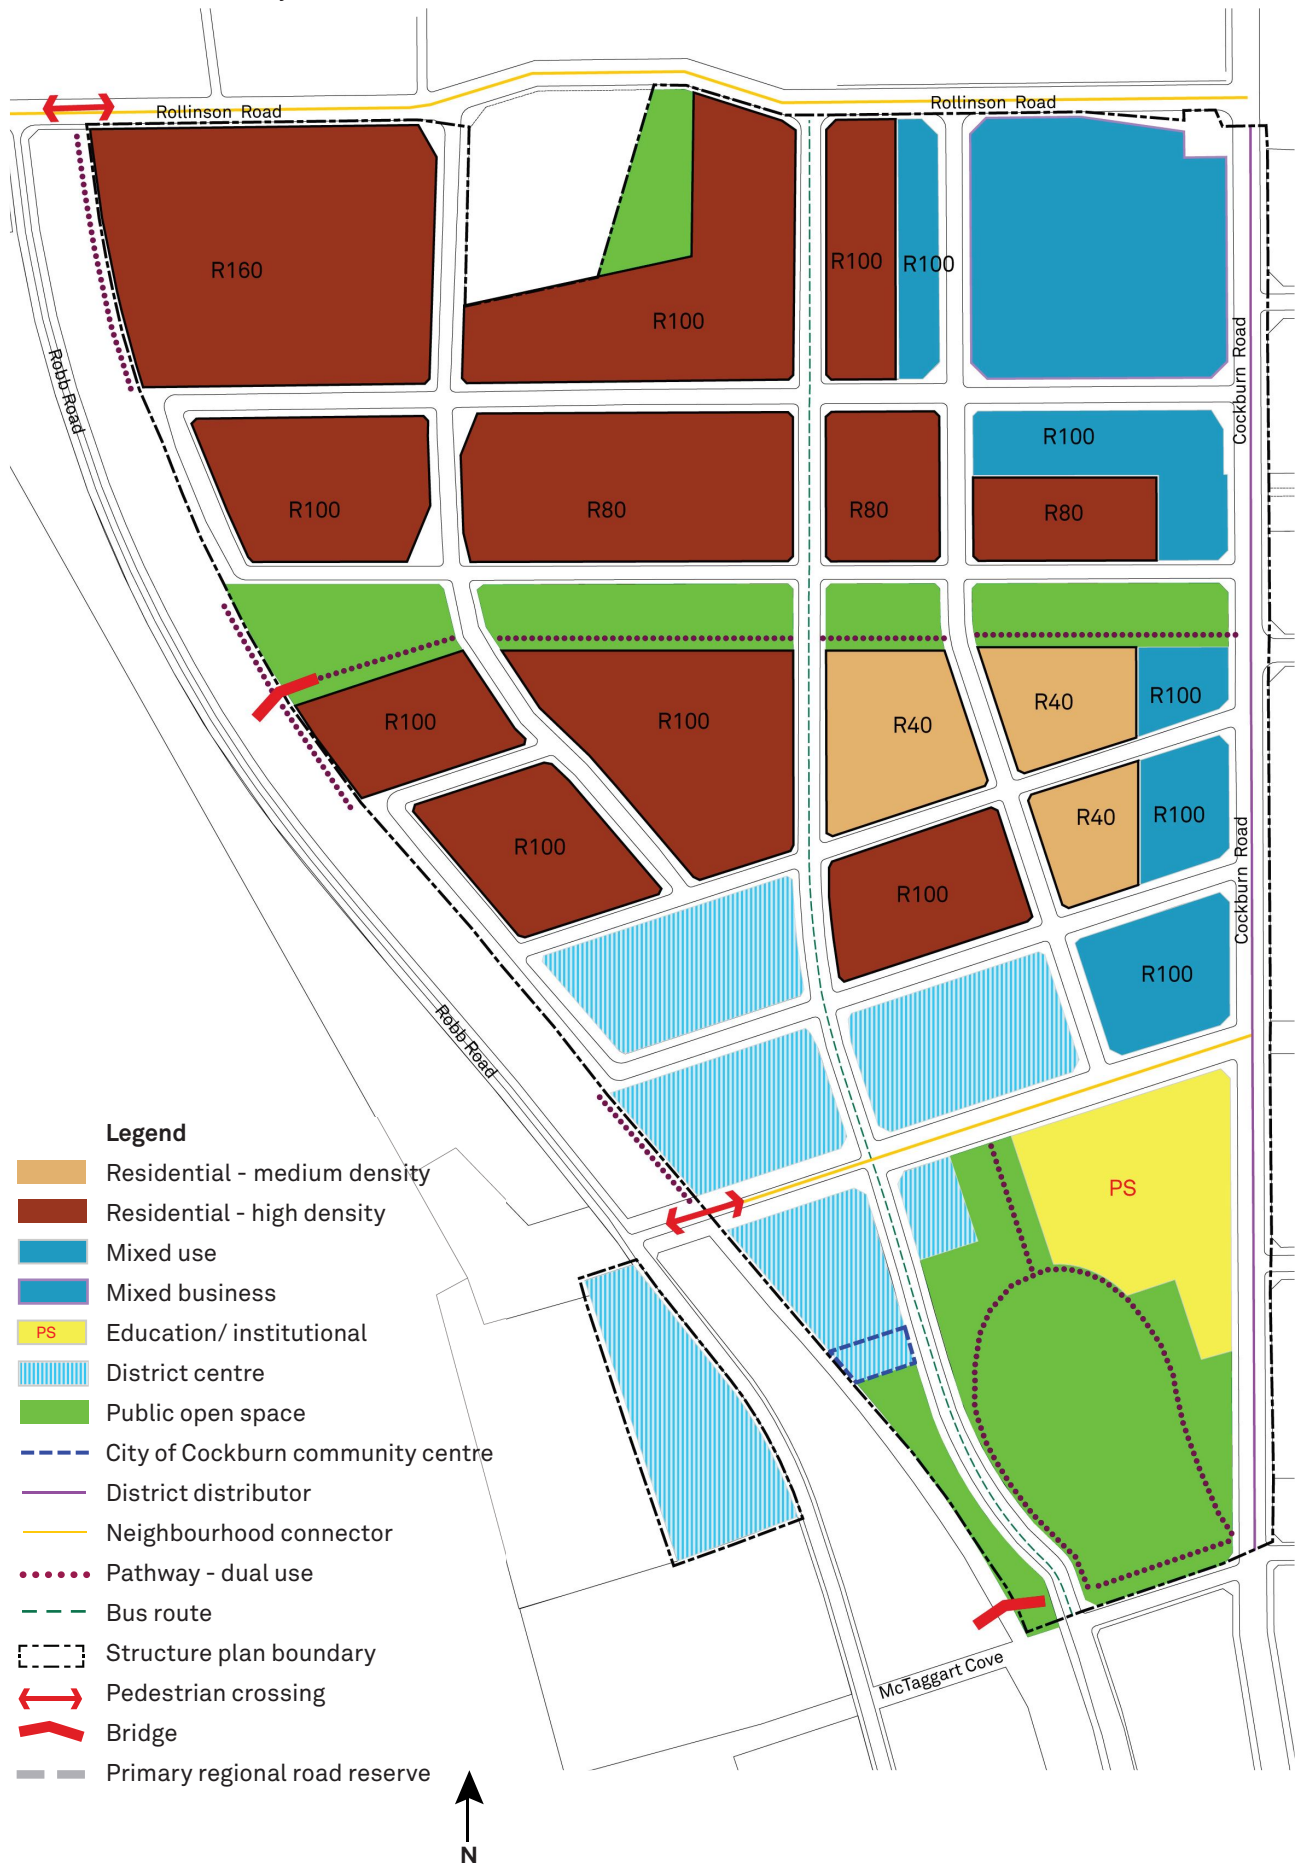 Rollinson Road
Rollinson Road
R160
R100
R100
R100
Robb Road
Cockburn Road
R100
R100
R80
R80
R80
R100
R100
R40
R40
R100
R100
R40
R100
R100
Cockburn Road
R100
R100
Robb Road
PS
McTaggart Cove
Legend
Residential - medium density
Residential - high density
Mixed use
Mixed business
PS Education/ institutional
District centre
Public open space
City of Cockburn community centre
District distributor
Neighbourhood connector
Pathway - dual use
Bus route
Structure plan boundary
Pedestrian crossing
Bridge
Primary regional road reserve
N